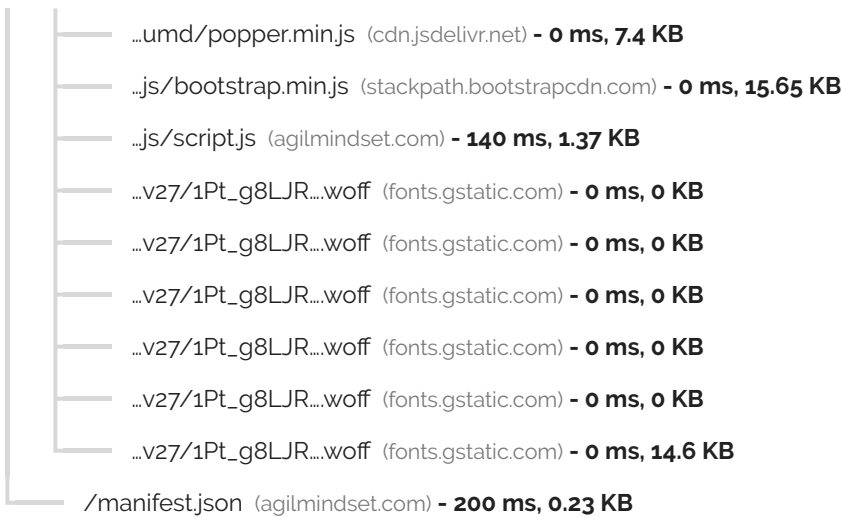 …umd/popper.min.js (cdn.jsdelivr.net) - 0 ms, 7.4 KB
…js/bootstrap.min.js (stackpath.bootstrapcdn.com) - 0 ms, 15.65 KB
…js/script.js (agilmindset.com) - 140 ms, 1.37 KB
…v27/1Pt_g8LJR….woff (fonts.gstatic.com) - 0 ms, 0 KB
…v27/1Pt_g8LJR….woff (fonts.gstatic.com) - 0 ms, 0 KB
…v27/1Pt_g8LJR….woff (fonts.gstatic.com) - 0 ms, 0 KB
…v27/1Pt_g8LJR….woff (fonts.gstatic.com) - 0 ms, 0 KB
…v27/1Pt_g8LJR….woff (fonts.gstatic.com) - 0 ms, 0 KB
…v27/1Pt_g8LJR….woff (fonts.gstatic.com) - 0 ms, 14.6 KB
/manifest.json (agilmindset.com) - 200 ms, 0.23 KB